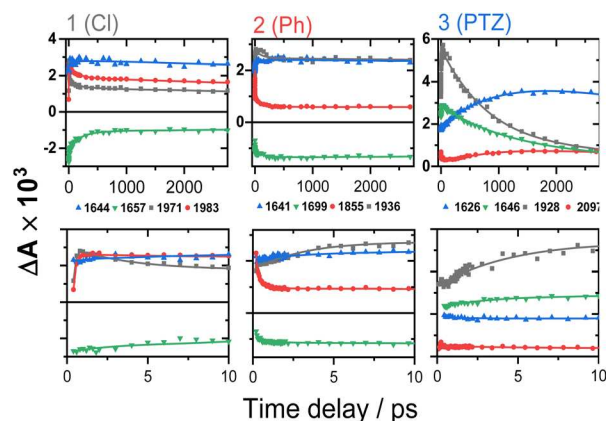 1 (Cl)
2 (Ph)
3 (PTZ)
4
2
0
-2
0 1000 2000
4
2
0
0 1000 2000
6
4
2
0
0 1000 2000
1644 1657 1971 1983
1641 1699 1855 1936
1626 1646 1928 2097
ΔA × 10³
0 5 10
0 5 10
0 5 10
Time delay / ps